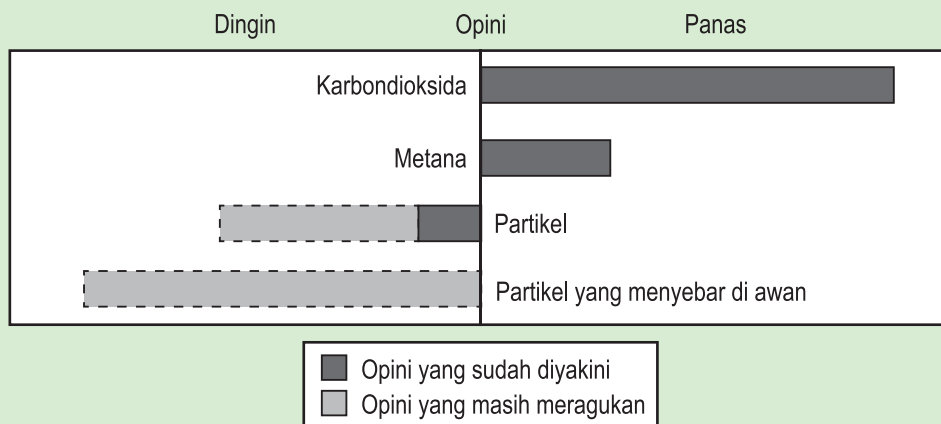 Dingin Opini Panas
Karbondioksida
Metana
Partikel
Partikel yang menyebar di awan
Opini yang sudah diyakini
Opini yang masih meragukan